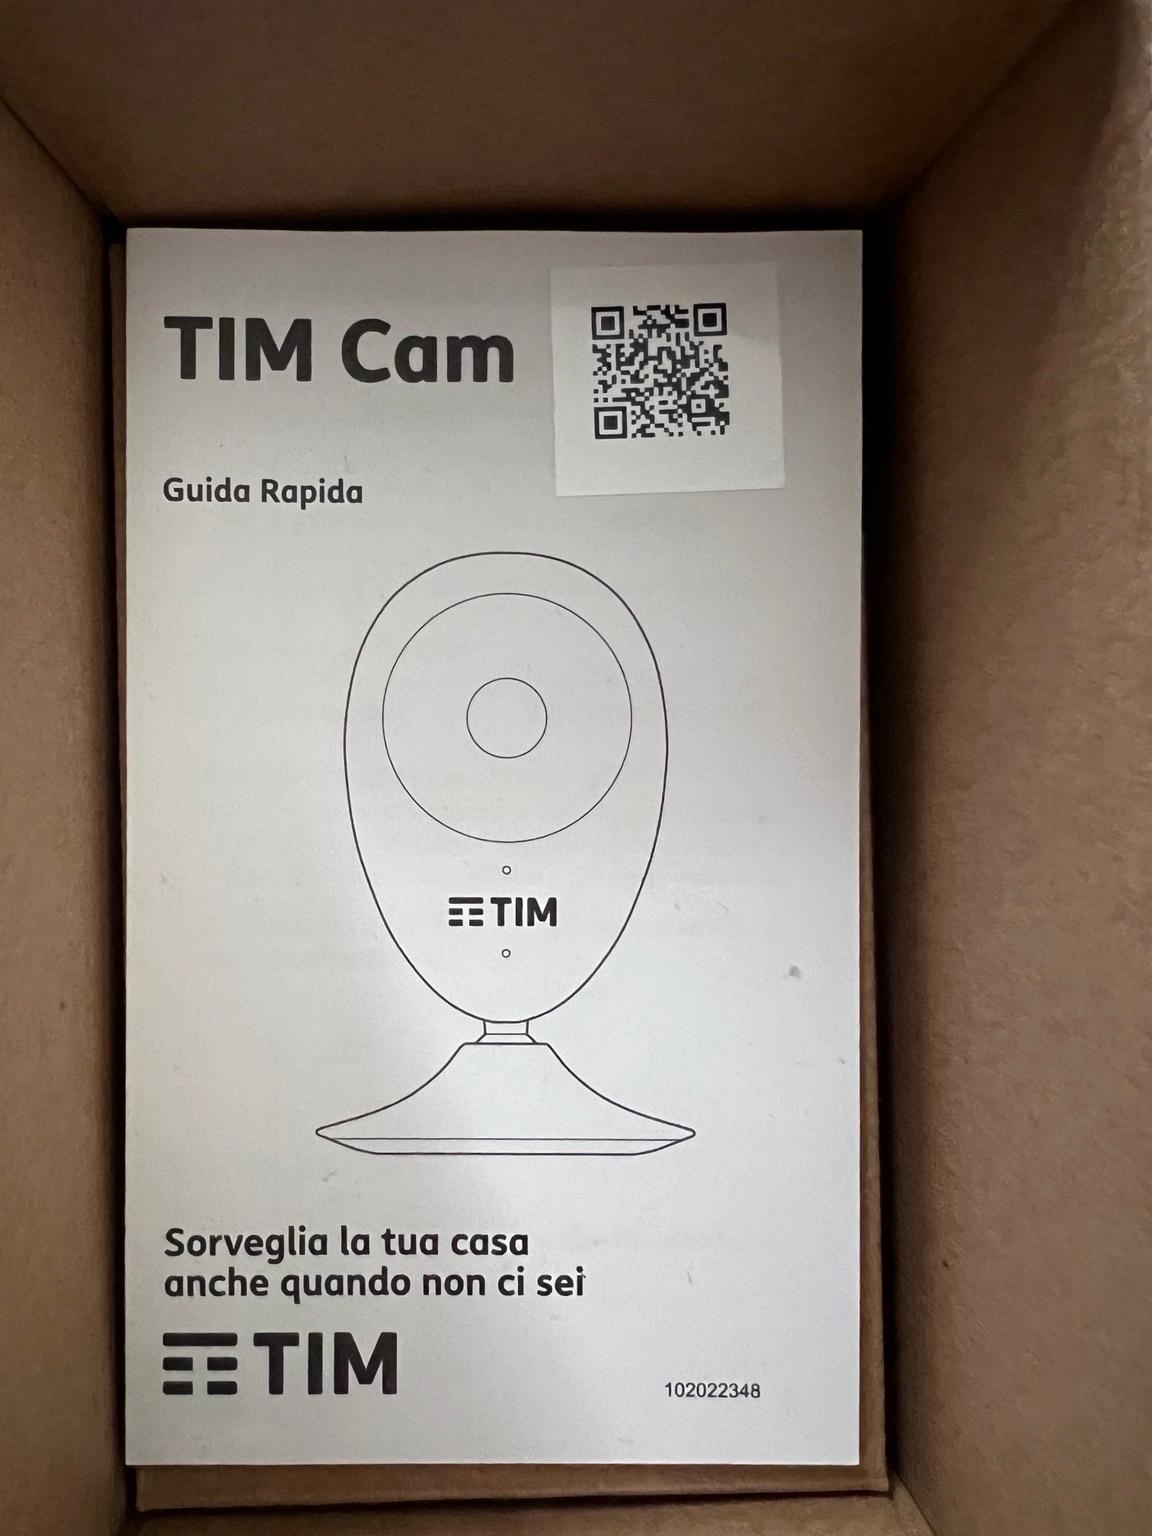 TIM Cam
Guida Rapida
TIM
Sorveglia la tua casa
anche quando non ci sei
TIM
102022348